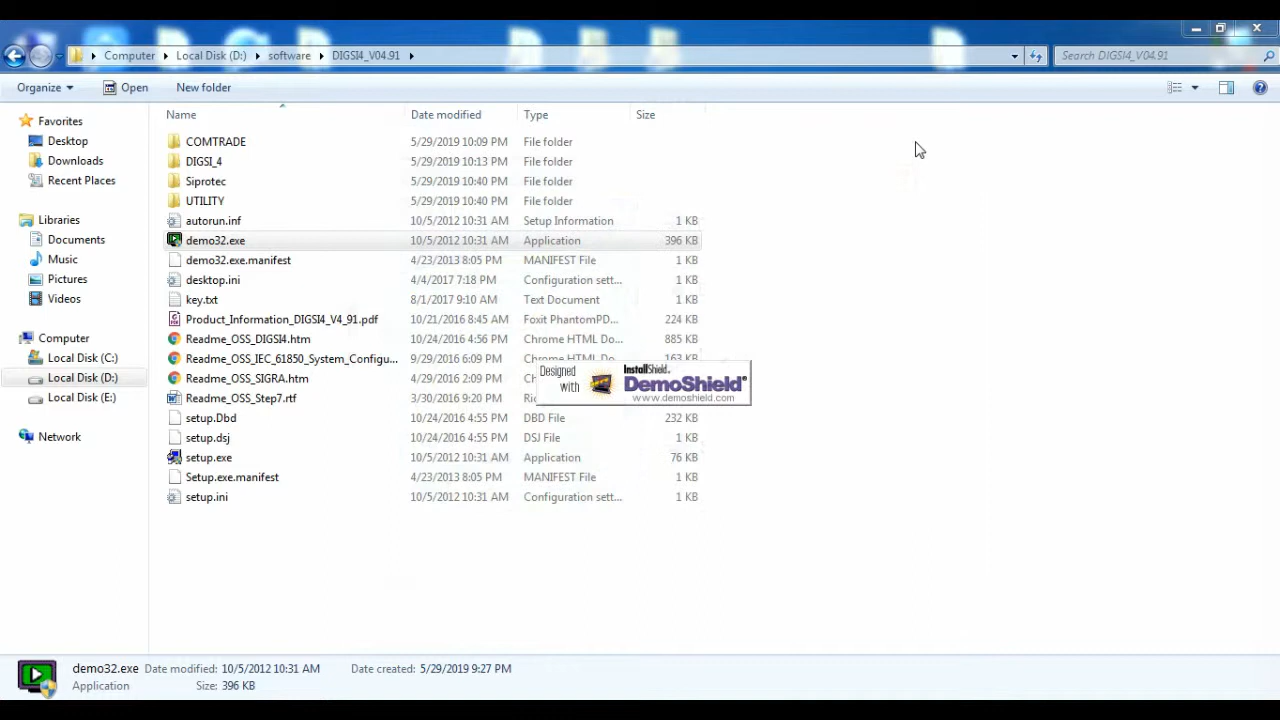 Computer Local Disk (D:) software DIGSI4_V04.91 Search DIGSI4_V04.91
Organize Open New folder
Name Date modified Type Size
Favorites
Desktop
Downloads
Recent Places
Libraries
Documents
Music
Pictures
Videos
Computer
Local Disk (C:)
Local Disk (D:)
Local Disk (E:)
Network
COMTRADE 5/29/2019 10:09 PM File folder
DIGSI_4 5/29/2019 10:13 PM File folder
Siprotec 5/29/2019 10:40 PM File folder
UTILITY 5/29/2019 10:40 PM File folder
autorun.inf 10/5/2012 10:31 AM Setup Information 1 KB
demo32.exe 10/5/2012 10:31 AM Application 396 KB
demo32.exe.manifest 4/23/2013 8:05 PM MANIFEST File 1 KB
desktop.ini 4/4/2017 7:18 PM Configuration sett... 1 KB
key.txt 8/1/2017 9:10 AM Text Document 1 KB
Product_Information_DIGSI4_V4_91.pdf 10/21/2016 8:45 AM Foxit PhantomPD... 224 KB
Readme_OSS_DIGSI4.htm 10/24/2016 4:56 PM Chrome HTML Do... 885 KB
Readme_OSS_IEC_61850_System_Configu... 9/29/2016 6:09 PM Chrome HTML Do... 163 KB
Readme_OSS_SIGRA.htm 4/29/2016 2:09 PM
Readme_OSS_Step7.rtf 3/30/2016 9:20 PM
setup.Dbd 10/24/2016 4:55 PM DBD File 232 KB
setup.dsj 10/24/2016 4:55 PM DSJ File 1 KB
setup.exe 10/5/2012 10:31 AM Application 76 KB
Setup.exe.manifest 4/23/2013 8:05 PM MANIFEST File 1 KB
setup.ini 10/5/2012 10:31 AM Configuration sett... 1 KB
Designed with
InstallShield.
DemoShield®
www.demoshield.com
demo32.exe Date modified: 10/5/2012 10:31 AM Date created: 5/29/2019 9:27 PM
Application Size: 396 KB